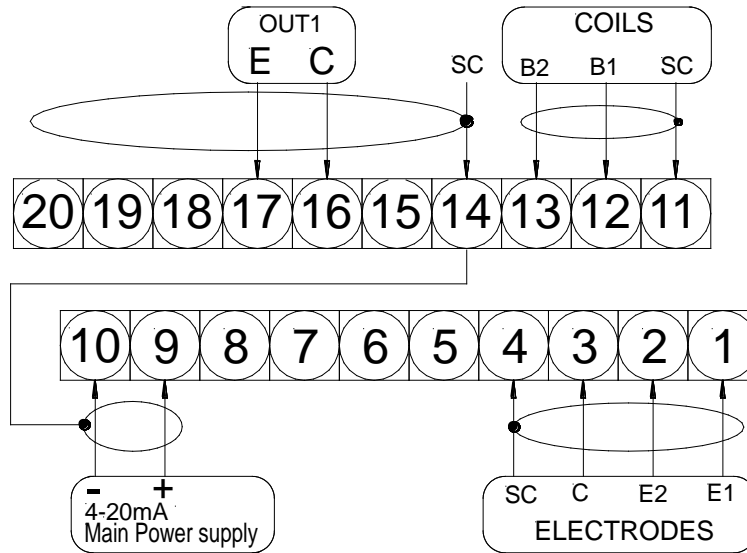 OUT1
COILS
E C
SC
B2 B1 SC
20 19 18 17 16 15 14 13 12 11
10 9 8 7 6 5 4 3 2 1
- +
4-20mA
Main Power supply
SC C E2 E1
ELECTRODES